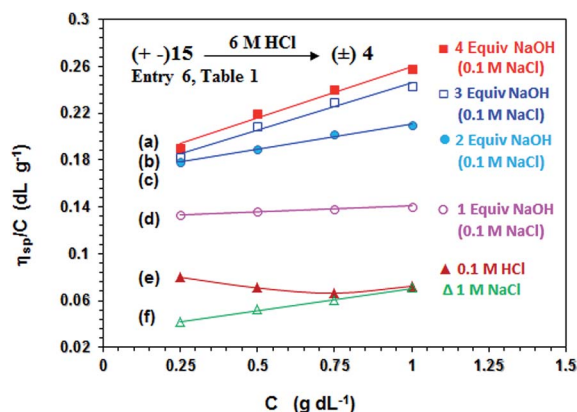 0.26
0.22
0.18
0.14
0.1
0.06
0.02
ηsp/C (dL g-1)
(+ -)15 6 M HCl (±) 4
Entry 6, Table 1
(a)
(b)
(c)
(d)
(e)
(f)
4 Equiv NaOH
(0.1 M NaCl)
3 Equiv NaOH
(0.1 M NaCl)
2 Equiv NaOH
(0.1 M NaCl)
1 Equiv NaOH
(0.1 M NaCl)
0.1 M HCl
1 M NaCl
0 0.25 0.5 0.75 1 1.25 1.5
C (g dL-1)